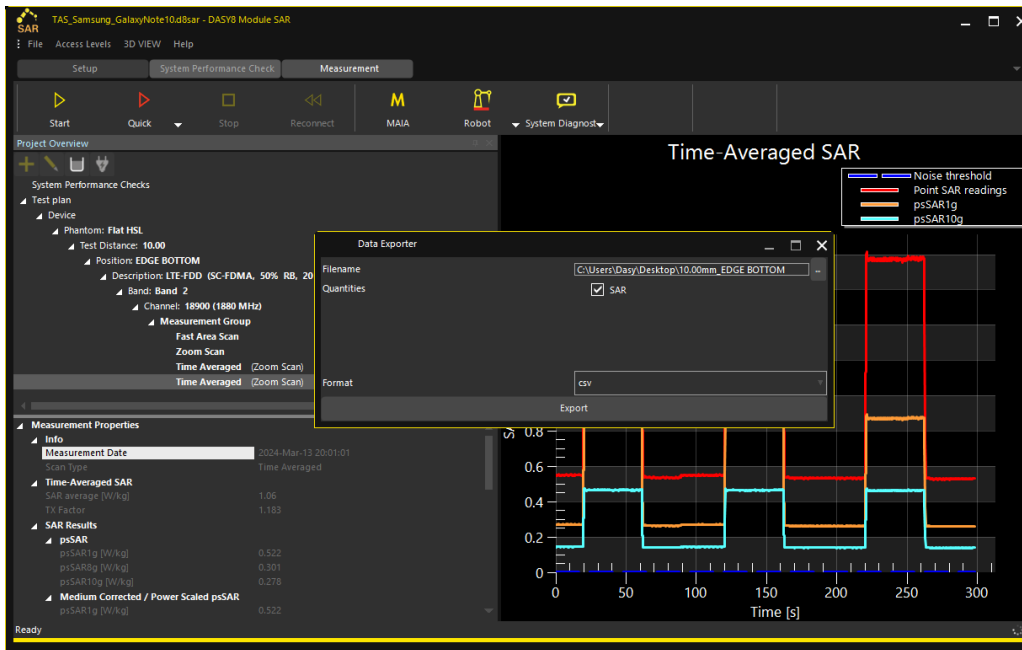 TAS_Samsung_GalaxyNote10.d8sar - DASY8 Module SAR
SAR
File Access Levels 3D VIEW Help
Setup System Performance Check Measurement
Start Quick Stop Reconnect MAIA Robot System Diagnost
Project Overview
System Performance Checks
Test plan
Device
Phantom: Flat HSL
Test Distance: 10.00
Position: EDGE BOTTOM
Description: LTE-FDD (SC-FDMA, 50% RB, 20
Band: Band 2
Channel: 18900 (1880 MHz)
Measurement Group
Fast Area Scan
Zoom Scan
Time Averaged (Zoom Scan)
Time Averaged (Zoom Scan)
Measurement Properties
Info
Measurement Date 2024-Mar-13 20:01:01
Scan Type Time Averaged
Time-Averaged SAR
SAR average [W/kg] 1.06
TX Factor 1.183
SAR Results
psSAR
psSAR1g [W/kg] 0.522
psSAR8g [W/kg] 0.301
psSAR10g [W/kg] 0.278
Medium Corrected / Power Scaled psSAR
psSAR1g [W/kg] 0.522
Ready
Data Exporter
Filename C:\Users\Dasy\Desktop\10.00mm_EDGE BOTTOM ..
Quantities SAR
Format csv
Export
Time-Averaged SAR
Noise threshold
Point SAR readings
psSAR1g
psSAR10g
0.8
0.6
0.4
0.2
0
0 50 100 150 200 250 300
Time [s]